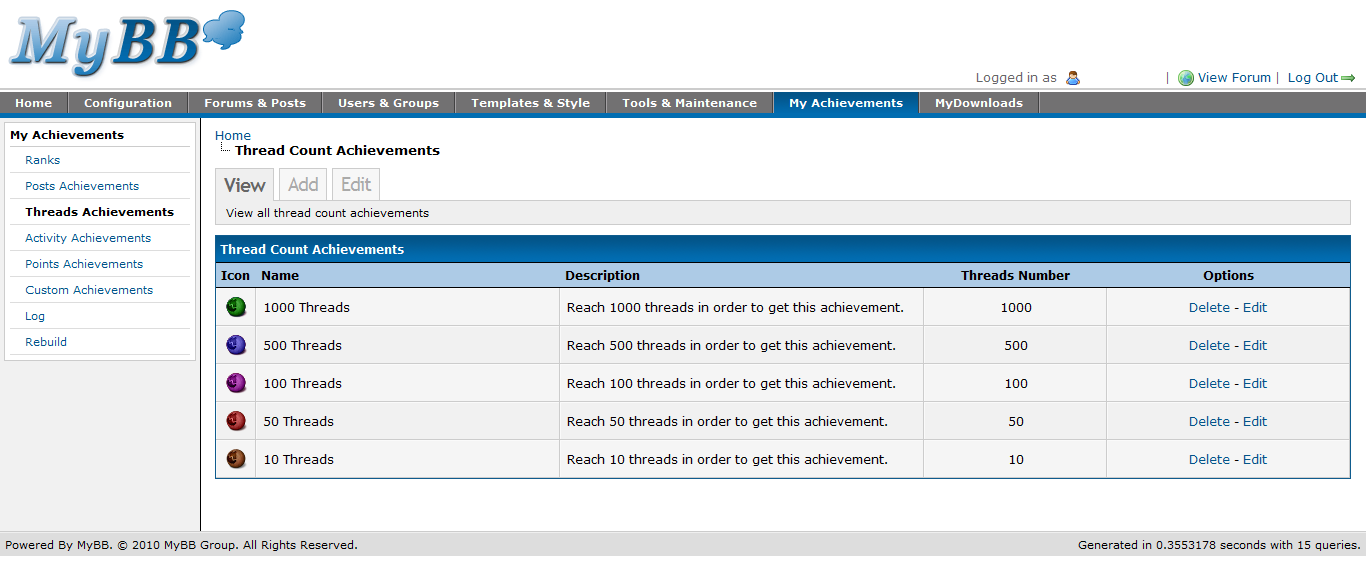 MyBB
Logged in as | View Forum | Log Out
Home Configuration Forums & Posts Users & Groups Templates & Style Tools & Maintenance My Achievements MyDownloads
My Achievements
Ranks
Posts Achievements
Threads Achievements
Activity Achievements
Points Achievements
Custom Achievements
Log
Rebuild
Home
Thread Count Achievements
View Add Edit
View all thread count achievements
Thread Count Achievements
Icon Name Description Threads Number Options
1000 Threads Reach 1000 threads in order to get this achievement. 1000 Delete - Edit
500 Threads Reach 500 threads in order to get this achievement. 500 Delete - Edit
100 Threads Reach 100 threads in order to get this achievement. 100 Delete - Edit
50 Threads Reach 50 threads in order to get this achievement. 50 Delete - Edit
10 Threads Reach 10 threads in order to get this achievement. 10 Delete - Edit
Powered By MyBB. © 2010 MyBB Group. All Rights Reserved. Generated in 0.3553178 seconds with 15 queries.